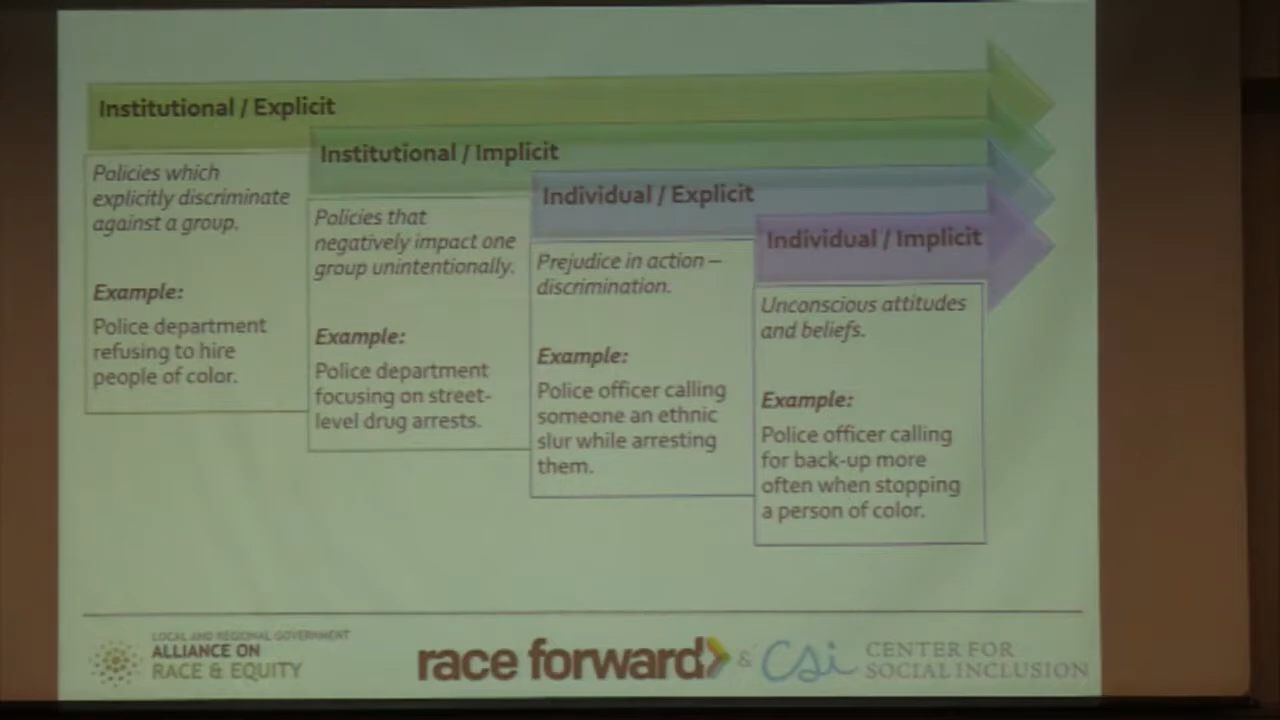 Institutional / Explicit
Policies which
explicitly discriminate
against a group.
Example:
Police department
refusing to hire
people of color.
Institutional / Implicit
Policies that
negatively impact one
group unintentionally.
Example:
Police department
focusing on street-
level drug arrests.
Individual / Explicit
Prejudice in action –
discrimination.
Example:
Police officer calling
someone an ethnic
slur while arresting
them.
Individual / Implicit
Unconscious attitudes
and beliefs.
Example:
Police officer calling
for back-up more
often when stopping
a person of color.
LOCAL AND REGIONAL GOVERNMENT
ALLIANCE ON
RACE & EQUITY
race forward
&
csi
CENTER FOR
SOCIAL INCLUSION